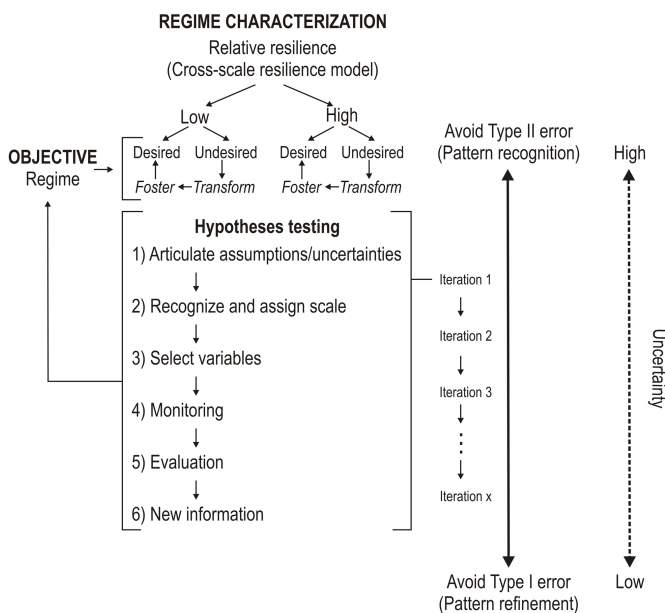 REGIME CHARACTERIZATION
Relative resilience
(Cross-scale resilience model)
Low
High
Desired
Undesired
Desired
Undesired
Foster
Transform
Foster
Transform
OBJECTIVE
Regime
Hypotheses testing
1) Articulate assumptions/uncertainties
2) Recognize and assign scale
3) Select variables
4) Monitoring
5) Evaluation
6) New information
Iteration 1
Iteration 2
Iteration 3
Iteration x
Avoid Type II error
(Pattern recognition)
Avoid Type I error
(Pattern refinement)
High
Uncertainty
Low